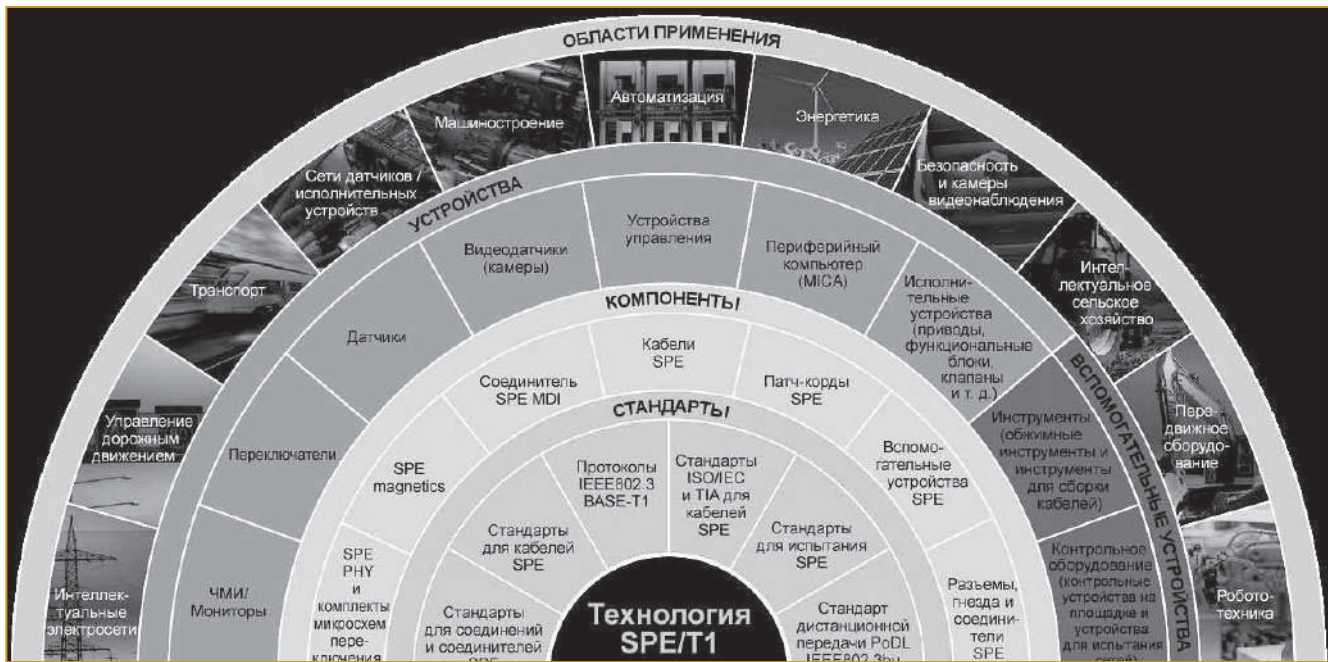 ОБЛАСТИ ПРИМЕНЕНИЯ
Интеллек-
туальные
электросети
Управление
дорожным
движением
Транспорт
Сети датчиков /
исполнительных
устройств
Машиностроение
Автоматизация
Энергетика
Безопасность
и камеры
видеонаблюдения
Интел-
лектуальное
сельское
хозяйство
Пере-
движное
оборудо-
вание
Робото-
техника
УСТРОЙСТВА
ЧМИ/
Мониторы
Переключатели
Датчики
Видеодатчики
(камеры)
Устройства
управления
Периферийный
компьютер
(MICA)
Исполни-
тельные
устройства
(приводы,
функциональные
блоки,
клапаны
и т. д.)
ВСПОМОГАТЕЛЬНЫЕ УСТРОЙСТВА
Инструменты
(обжимные
инструменты и
инструменты
для сборки
кабелей)
Контрольное
оборудование
(контрольные
устройства на
площадке и
устройства
для испытания
сетей)
КОМПОНЕНТЫ
SPE
PHY
и
комплекты
микросхем
пере-
ключения
SPE
magnetics
Соединитель
SPE MDI
Кабели
SPE
Патч-корды
SPE
Вспомо-
гательные
устройства
SPE
Разъемы,
гнезда и
соедини-
тели
SPE
СТАНДАРТЫ
Стандарты
для соединений
и соединителей
SPE
Стандарты
для кабелей
SPE
Протоколы
IEEE802.3
BASE-T1
Стандарты
ISO/IEC
и TIA для
кабелей
SPE
Стандарты
для испытания
SPE
Стандарт
дистанционной
передачи PoDL
IEEE802.3bu
Технология
SPE/T1